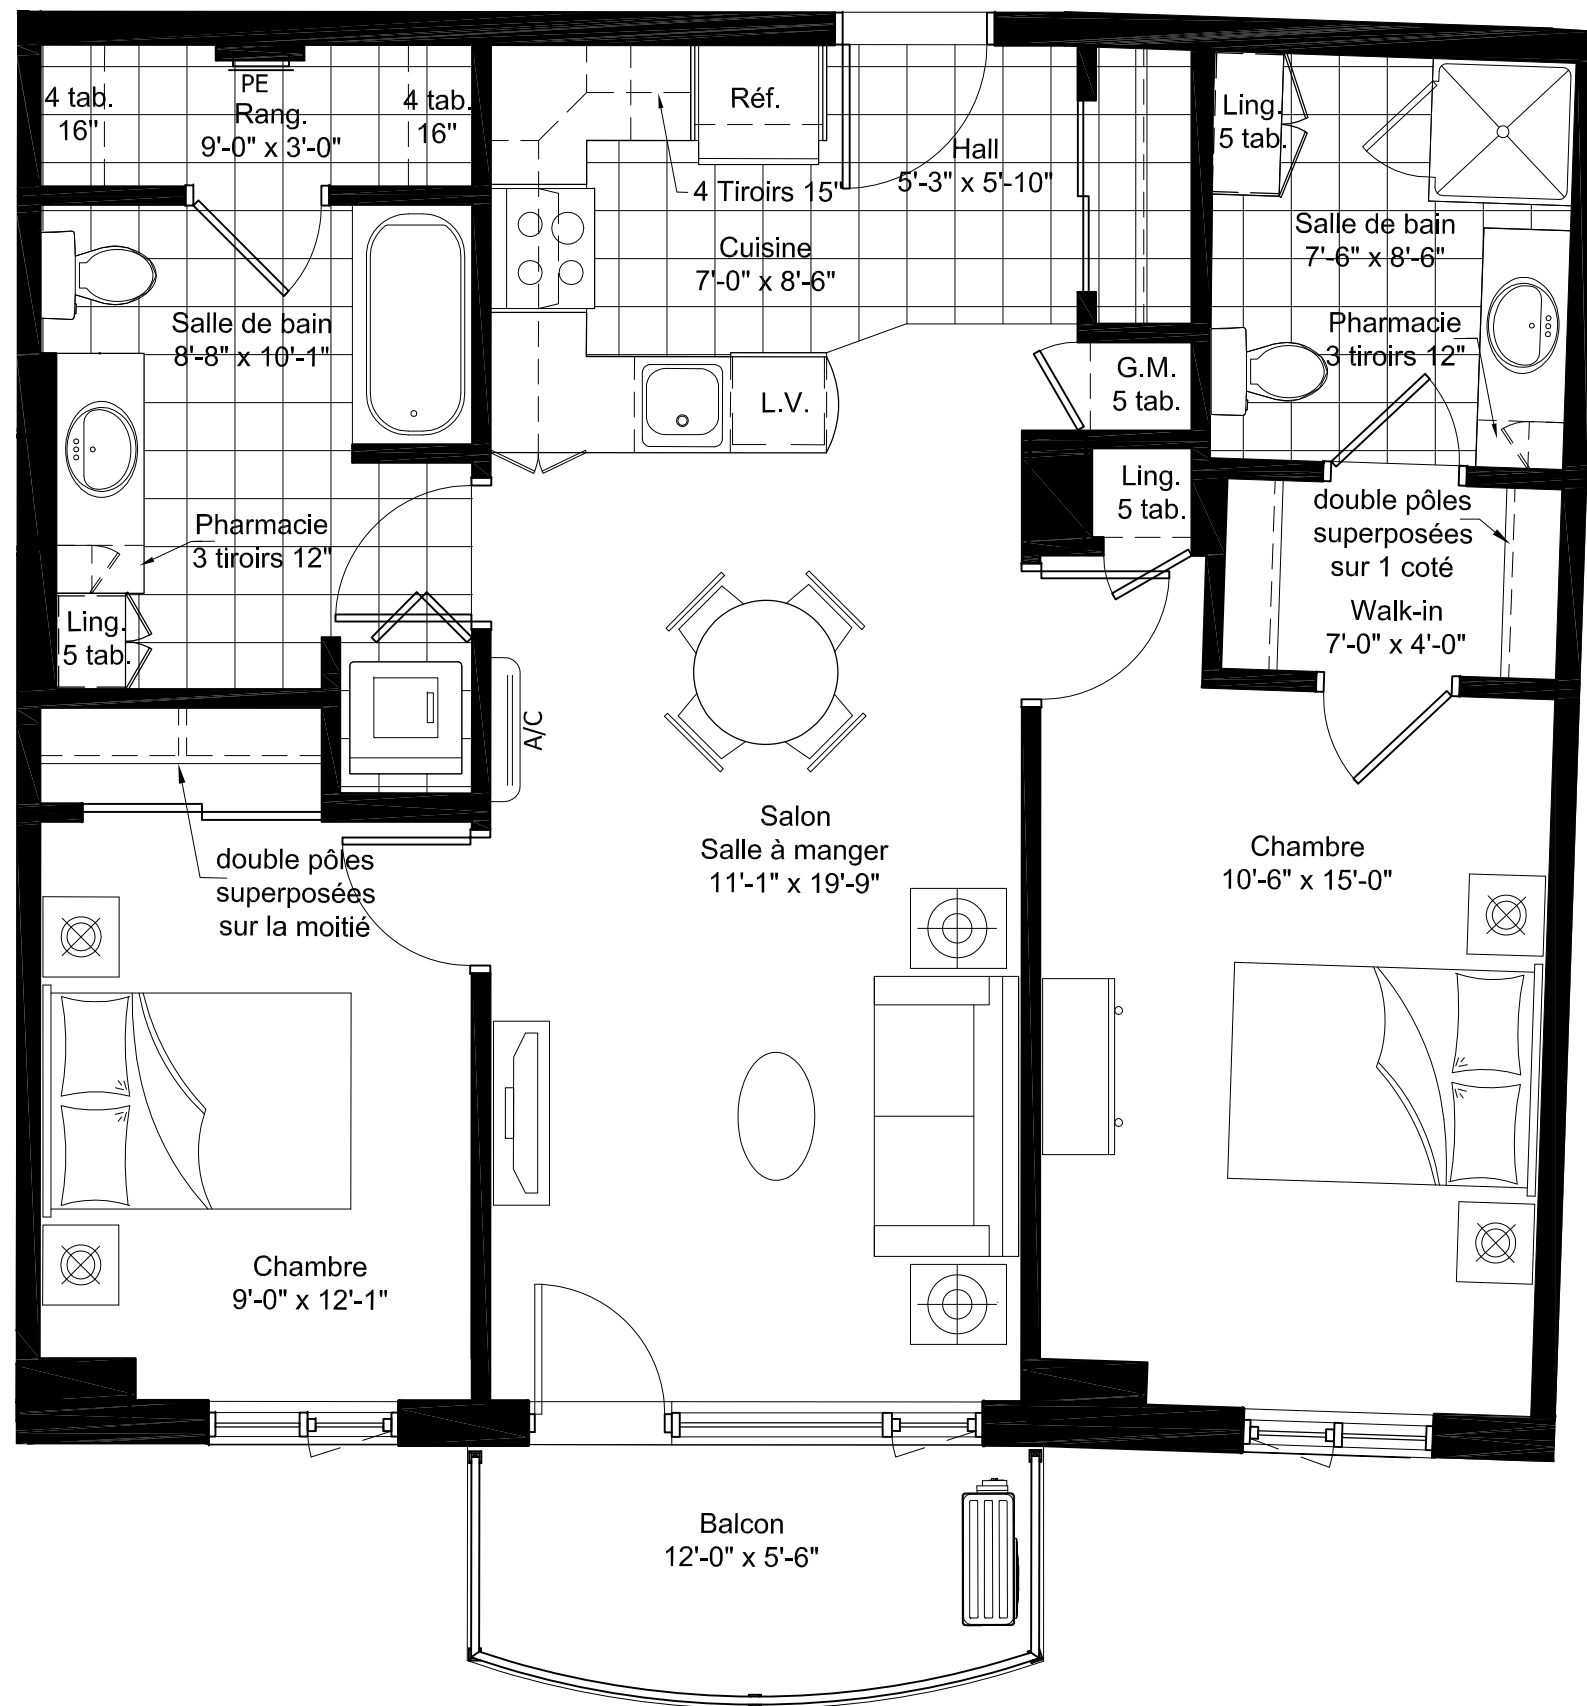 PE
4 tab.
16"
Rang.
9'-0" x 3'-0"
4 tab.
16"
Réf.
4 Tiroirs 15"
Hall
5'-3" x 5'-10"
Ling.
5 tab.
Cuisine
7'-0" x 8'-6"
Salle de bain
7'-6" x 8'-6"
Salle de bain
8'-8" x 10'-1"
Pharmacie
3 tiroirs 12"
L.V.
G.M.
5 tab.
Ling.
5 tab.
double pôles
superposées
sur 1 coté
Walk-in
7'-0" x 4'-0"
Pharmacie
3 tiroirs 12"
Ling.
5 tab.
A/C
double pôles
superposées
sur la moitié
Salon
Salle à manger
11'-1" x 19'-9"
Chambre
10'-6" x 15'-0"
Chambre
9'-0" x 12'-1"
Balcon
12'-0" x 5'-6"